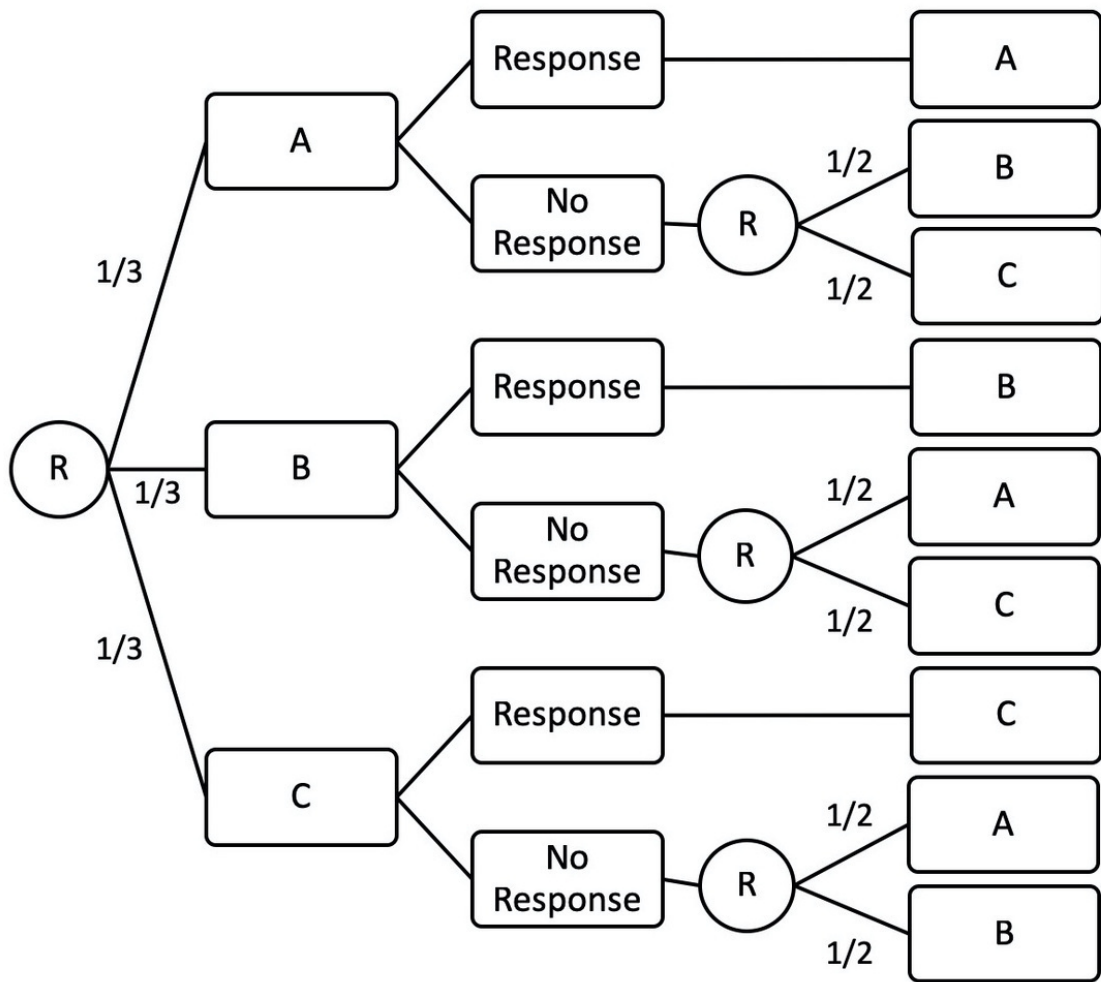 R
1/3
1/3
1/3
A
Response
A
No
Response
R
1/2
B
1/2
C
B
Response
B
No
Response
R
1/2
A
1/2
C
C
Response
C
No
Response
R
1/2
A
1/2
B